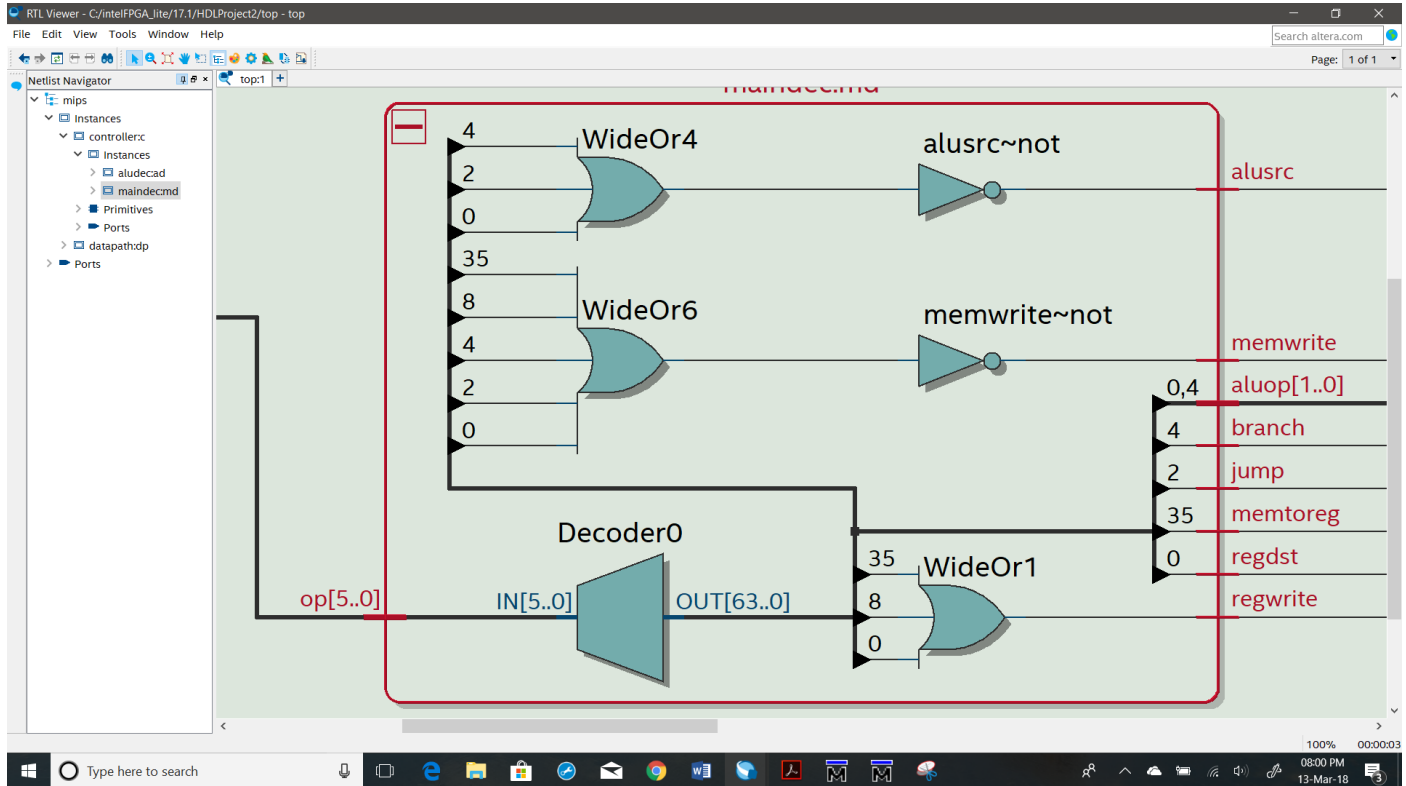 RTL Viewer - C:/intelFPGA_lite/17.1/HDLProject2/top - top
File Edit View Tools Window Help
Search altera.com
Page: 1 of 1
Netlist Navigator
top:1
mips
Instances
controller:c
Instances
aludec:ad
maindec:md
Primitives
Ports
datapath:dp
Ports
maindec:md
4
WideOr4
alusrc~not
2
alusrc
0
35
8
WideOr6
memwrite~not
4
memwrite
2
0
0,4
aluop[1..0]
4
branch
2
jump
35
memtoreg
0
regdst
Decoder0
35
WideOr1
op[5..0]
IN[5..0]
OUT[63..0]
8
regwrite
0
100% 00:00:03
Type here to search
08:00 PM
13-Mar-18
3